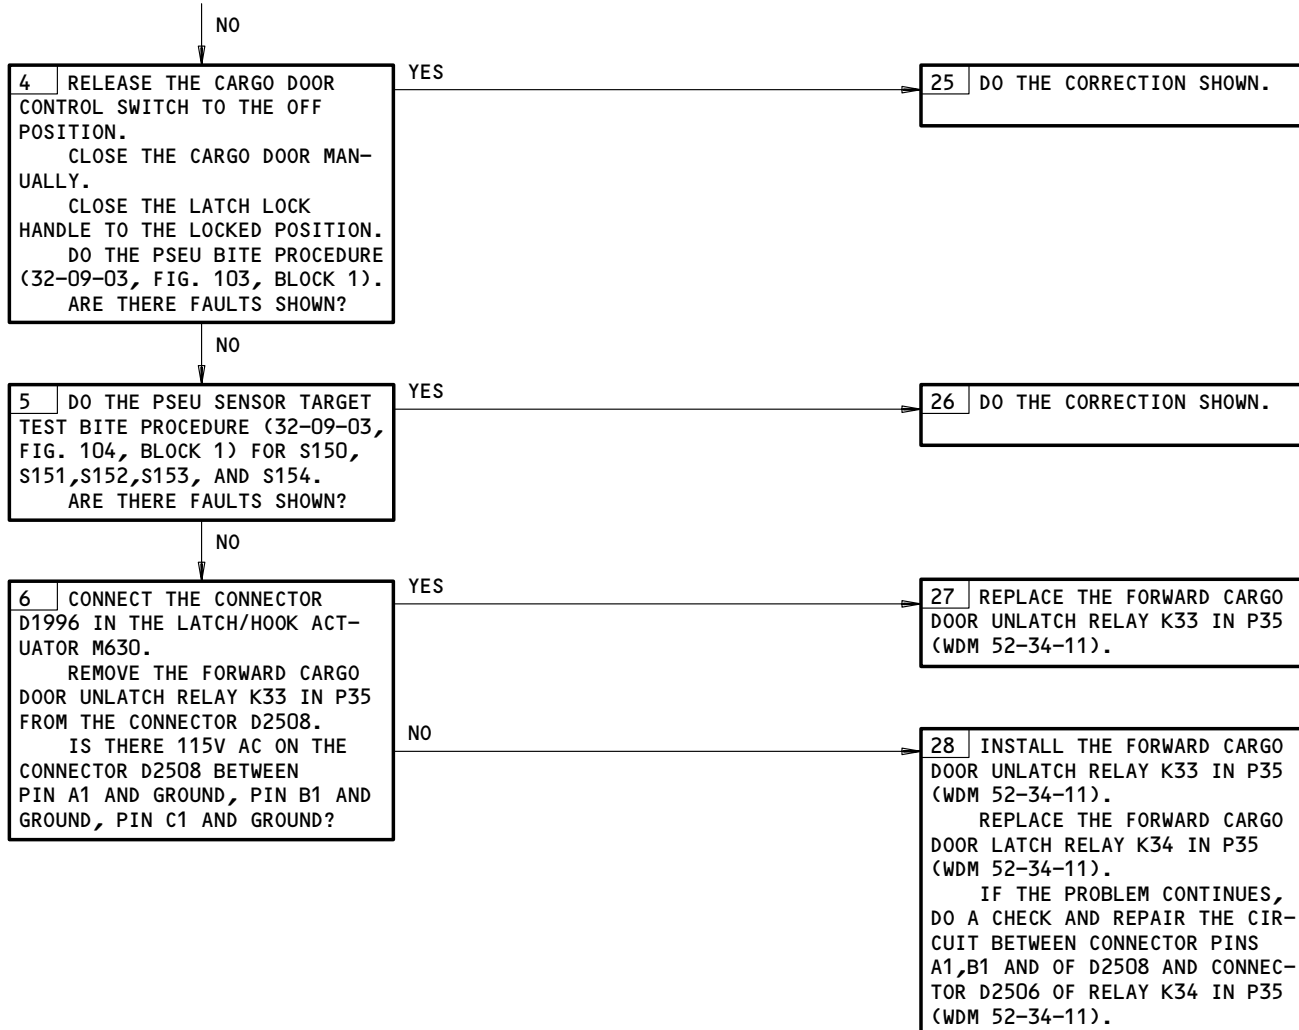 NO
4 RELEASE THE CARGO DOOR
CONTROL SWITCH TO THE OFF
POSITION.
CLOSE THE CARGO DOOR MAN-
UALLY.
CLOSE THE LATCH LOCK
HANDLE TO THE LOCKED POSITION.
DO THE PSEU BITE PROCEDURE
(32-09-03, FIG. 103, BLOCK 1).
ARE THERE FAULTS SHOWN?
YES
25 DO THE CORRECTION SHOWN.
NO
5 DO THE PSEU SENSOR TARGET
TEST BITE PROCEDURE (32-09-03,
FIG. 104, BLOCK 1) FOR S150,
S151,S152,S153, AND S154.
ARE THERE FAULTS SHOWN?
YES
26 DO THE CORRECTION SHOWN.
NO
6 CONNECT THE CONNECTOR
D1996 IN THE LATCH/HOOK ACT-
UATOR M630.
REMOVE THE FORWARD CARGO
DOOR UNLATCH RELAY K33 IN P35
FROM THE CONNECTOR D2508.
IS THERE 115V AC ON THE
CONNECTOR D2508 BETWEEN
PIN A1 AND GROUND, PIN B1 AND
GROUND, PIN C1 AND GROUND?
YES
27 REPLACE THE FORWARD CARGO
DOOR UNLATCH RELAY K33 IN P35
(WDM 52-34-11).
NO
28 INSTALL THE FORWARD CARGO
DOOR UNLATCH RELAY K33 IN P35
(WDM 52-34-11).
REPLACE THE FORWARD CARGO
DOOR LATCH RELAY K34 IN P35
(WDM 52-34-11).
IF THE PROBLEM CONTINUES,
DO A CHECK AND REPAIR THE CIR-
CUIT BETWEEN CONNECTOR PINS
A1,B1 AND OF D2508 AND CONNEC-
TOR D2506 OF RELAY K34 IN P35
(WDM 52-34-11).